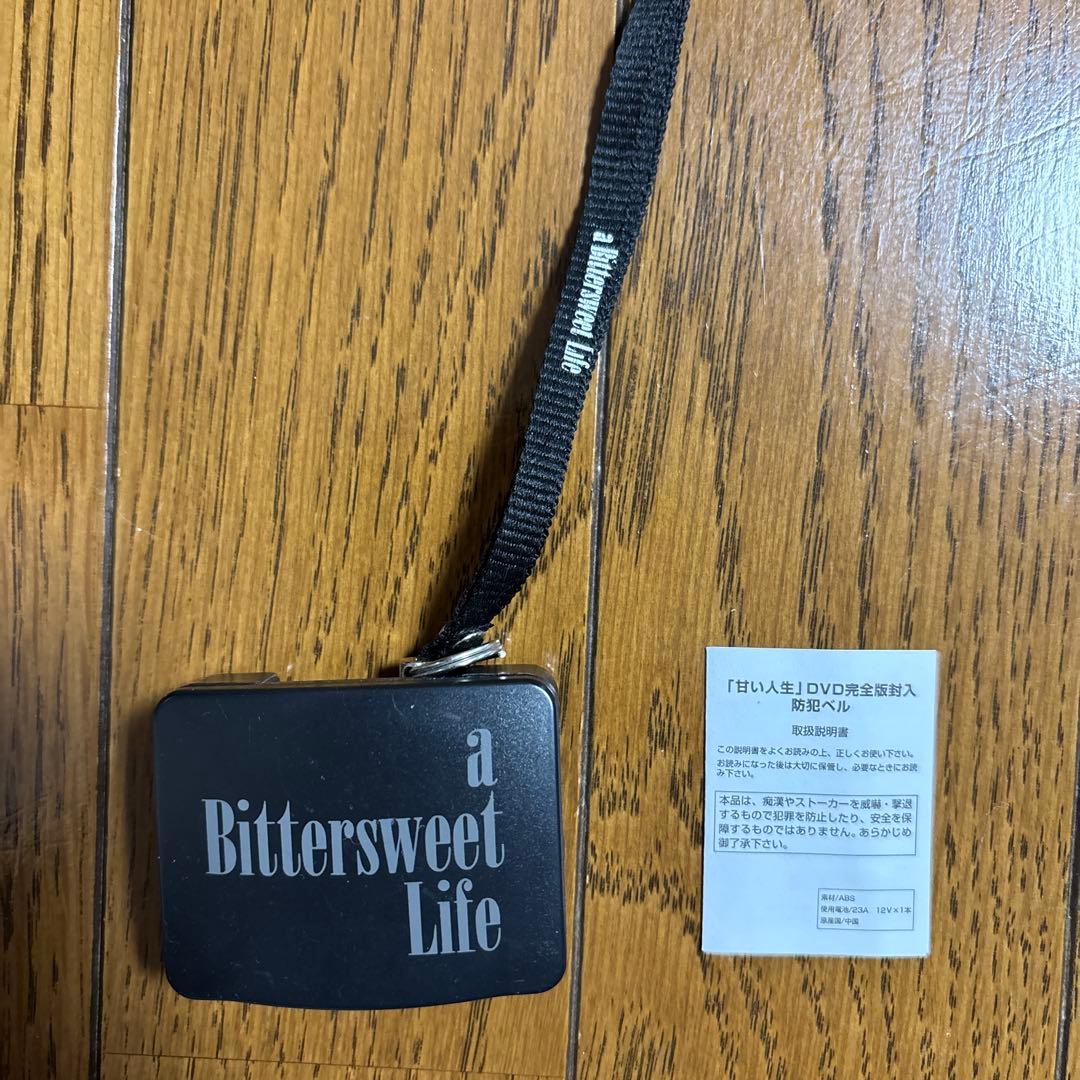 a Bittersweet Life
a
Bittersweet
Life
「甘い人生」DVD完全版封入
防犯ベル
取扱説明書
この説明書をよくお読みの上、正しくお使い下さい。
お読みになった後は大切に保管し、必要なときにお読
み下さい。
本品は、痴漢やストーカーを威嚇・撃退
するもので犯罪を防止したり、安全を保
障するものではありません。あらかじめ
御了承下さい。
素材/ABS
使用電池/23A 12V×1本
原産国/中国